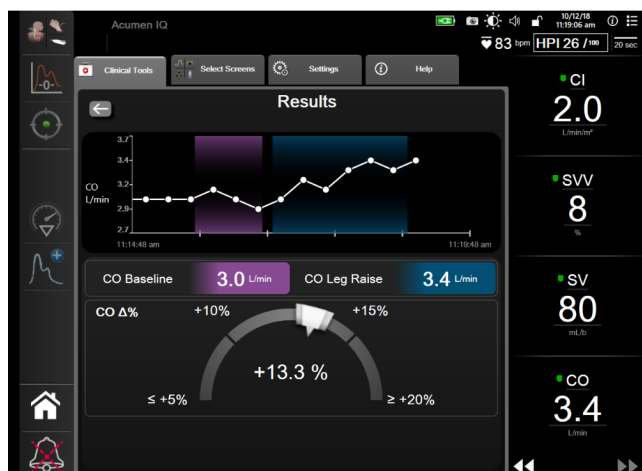 Acumen IQ
10/12/18
11:19:06 am
83 bpm
HPI 26 /100
20 sec
-0-
Clinical Tools
Select Screens
Settings
Help
Results
3.7
3.4
3.2
2.9
2.7
CO
L/min
11:14:48 am
11:19:48 am
CO Baseline
3.0 L/min
CO Leg Raise
3.4 L/min
CO Δ%
+10%
+15%
+13.3 %
≤ +5%
≥ +20%
CI
2.0
L/min/m²
SVV
8
%
SV
80
mL/b
CO
3.4
L/min